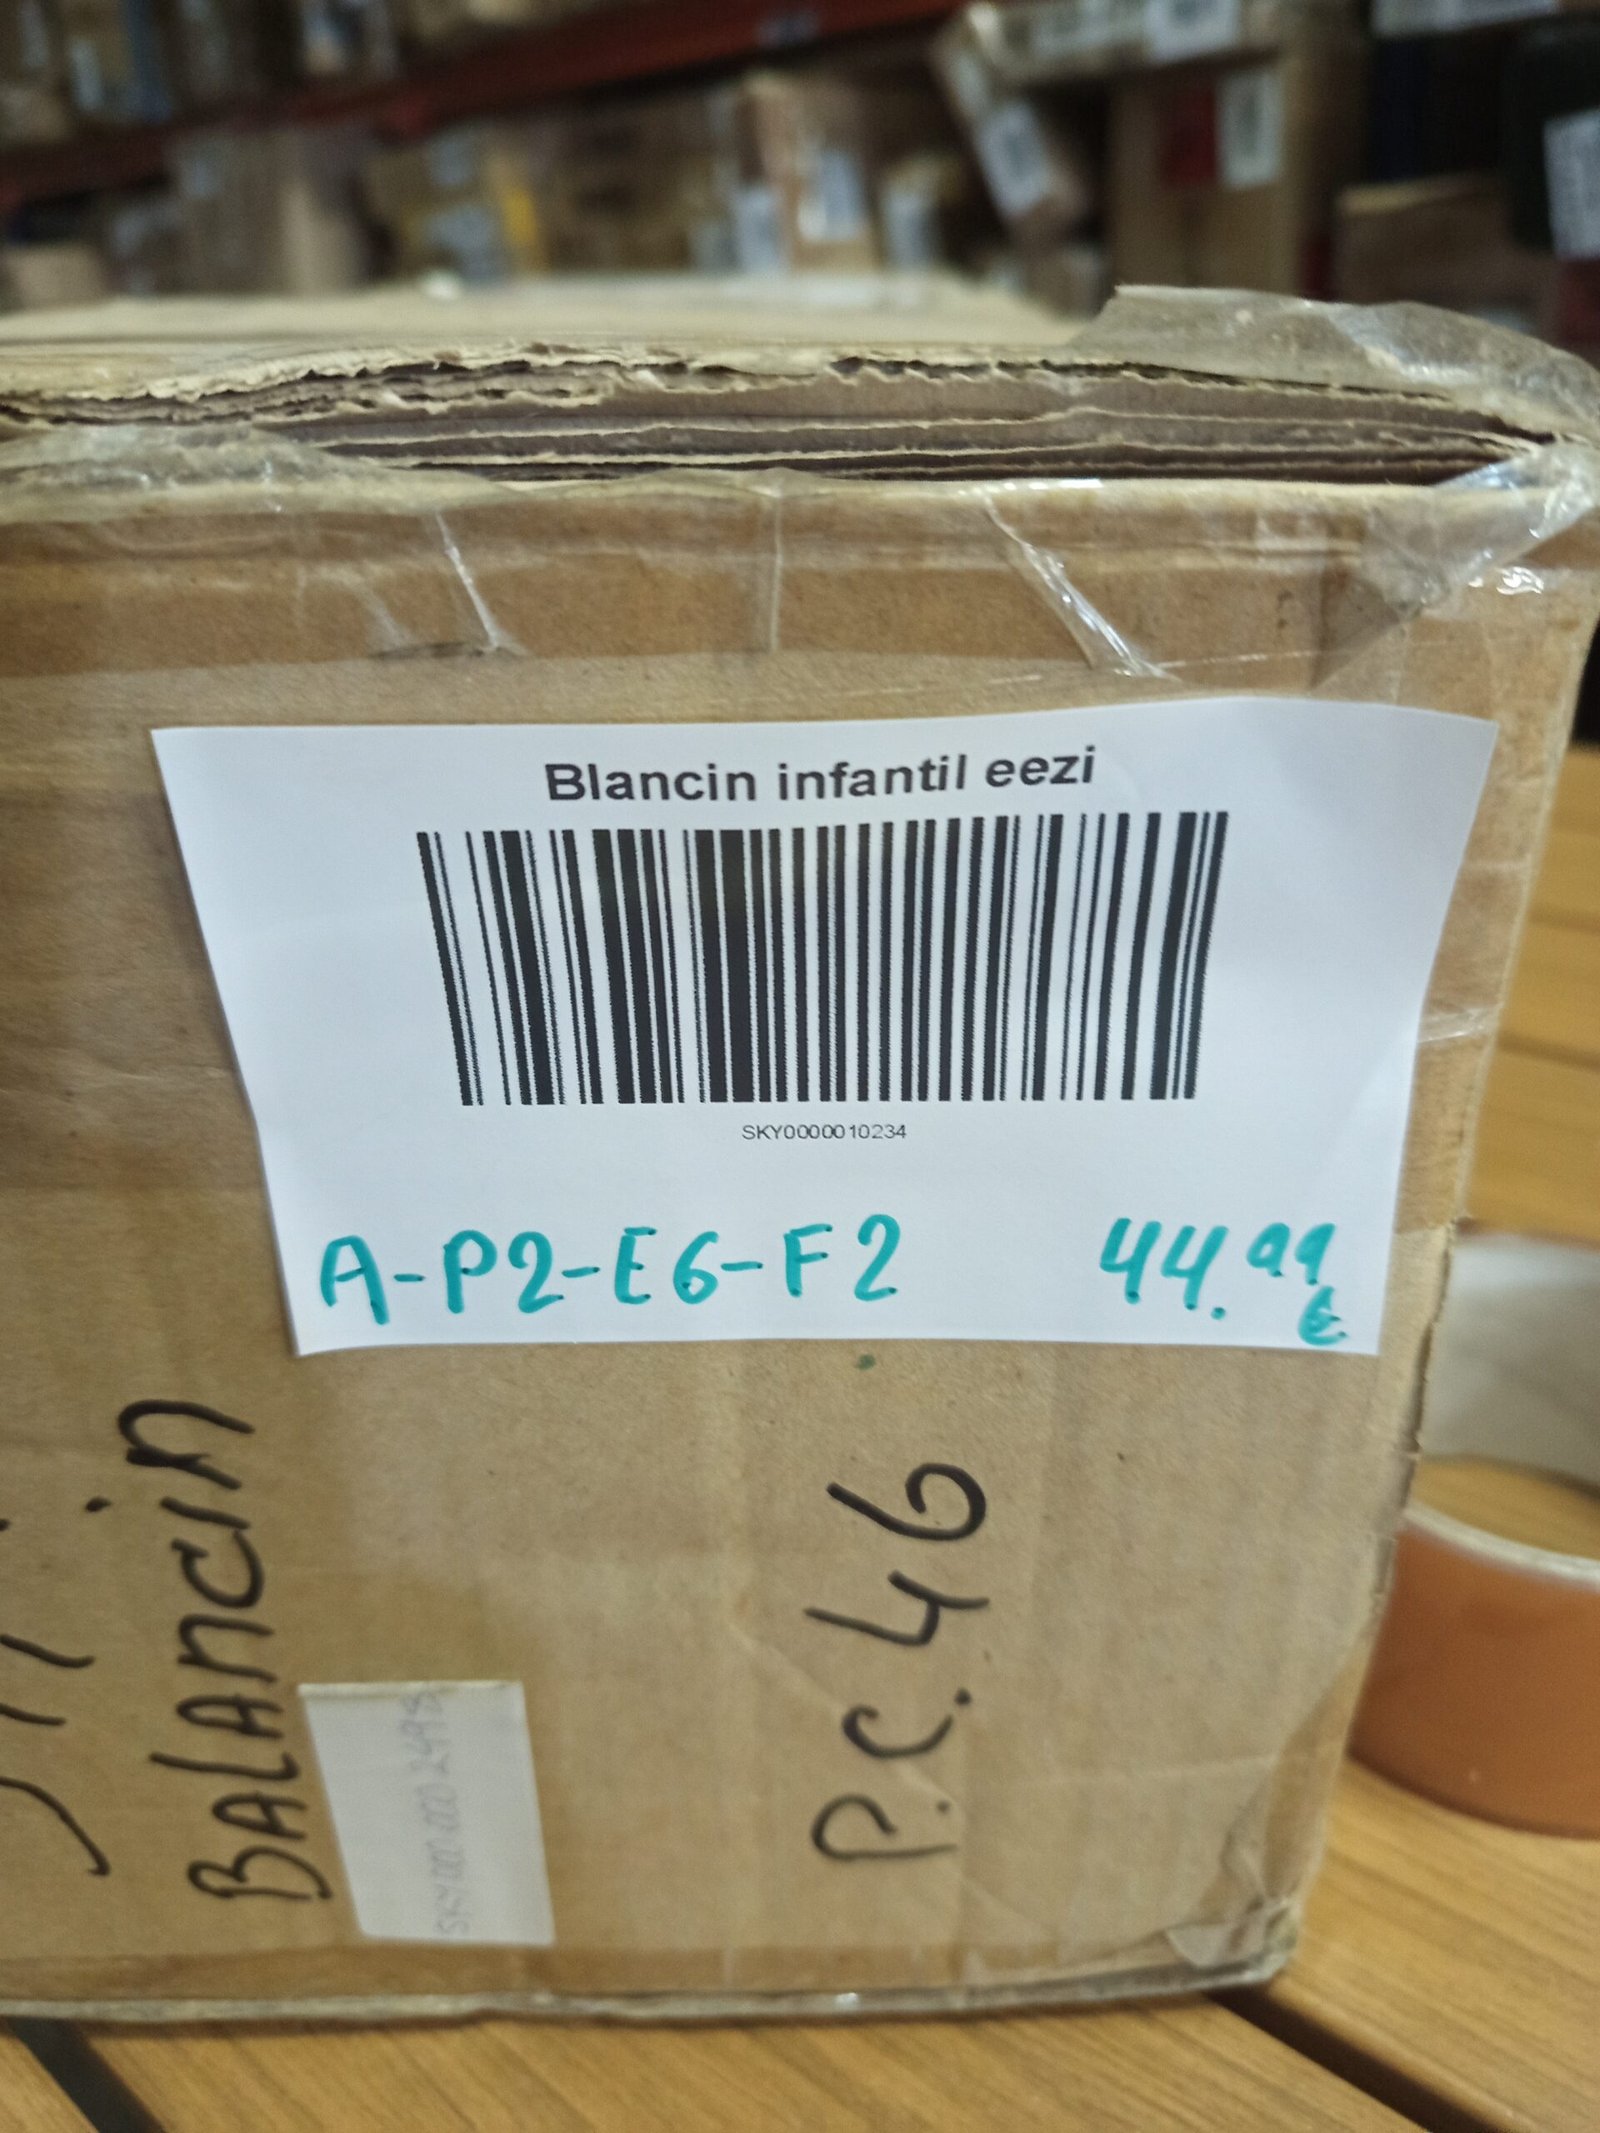 Blancin infantil eezi
SKY0000010234
A-P2-E6-F2 44.99 €
BALANCIN
P.C. 46